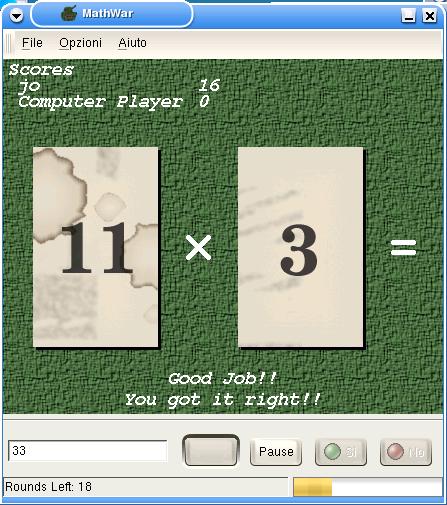 MathWar
File Opzioni Aiuto
Scores
jo 16
Computer Player 0
11 × 3 =
Good Job!!
You got it right!!
33 Pause Si No
Rounds Left: 18